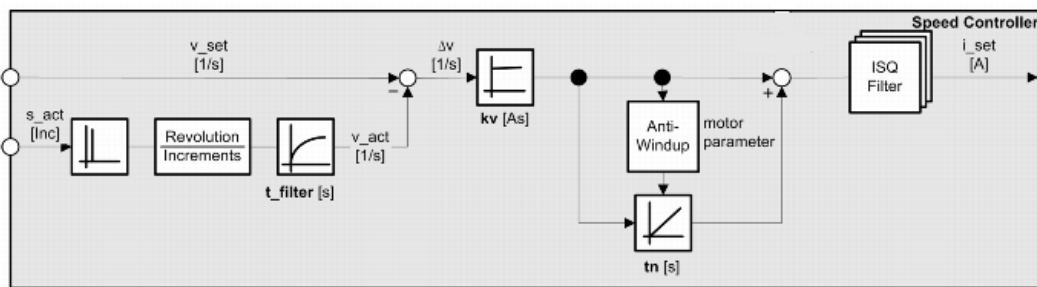 Speed Controller
v_set
[1/s]
Δv
[1/s]
i_set
[A]
ISQ
Filter
−
+
kv [As]
s_act
[Inc]
Revolution
Increments
v_act
[1/s]
t_filter [s]
Anti-
Windup
motor
parameter
tn [s]